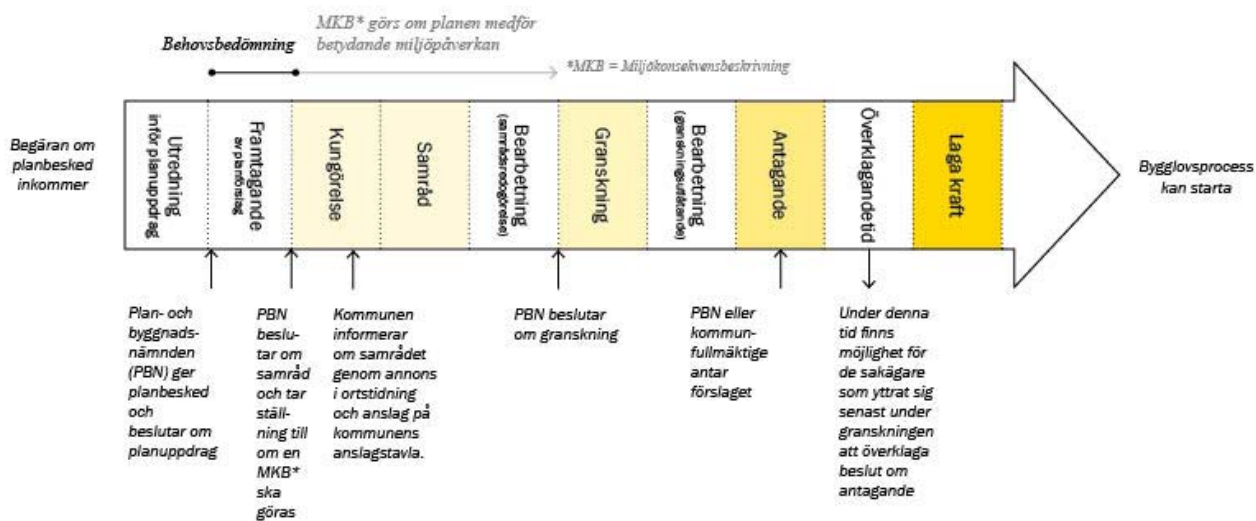 MKB* görs om planen medför
betydande miljöpåverkan
Behovsbedömning
*MKB = Miljökonsekvensbeskrivning
Begäran om
planbesked
inkommer
Utredning
inför planuppdrag
Framtagande
av planförslag
Kungörelse
Samråd
Bearbetning
(samrådsredogörelse)
Granskning
Bearbetning
(granskningsutlåtande)
Antagande
Överklagandetid
Laga kraft
Bygglovsprocess
kan starta
Plan- och
byggnads-
nämnden
(PBN) ger
planbesked
och
beslutar om
planuppdrag
PBN
beslu-
tar om
samråd
och tar
ställ-
ning till
om en
MKB*
ska
göras
Kommunen
informerar
om samrådet
genom annons
i ortstidning
och anslag på
kommunens
anslagstavla.
PBN beslutar
om granskning
PBN eller
kommun-
fullmäktige
antar
förslaget
Under denna
tid finns
möjlighet för
de sakägare
som yttrat sig
senast under
granskningen
att överklaga
beslut om
antagande